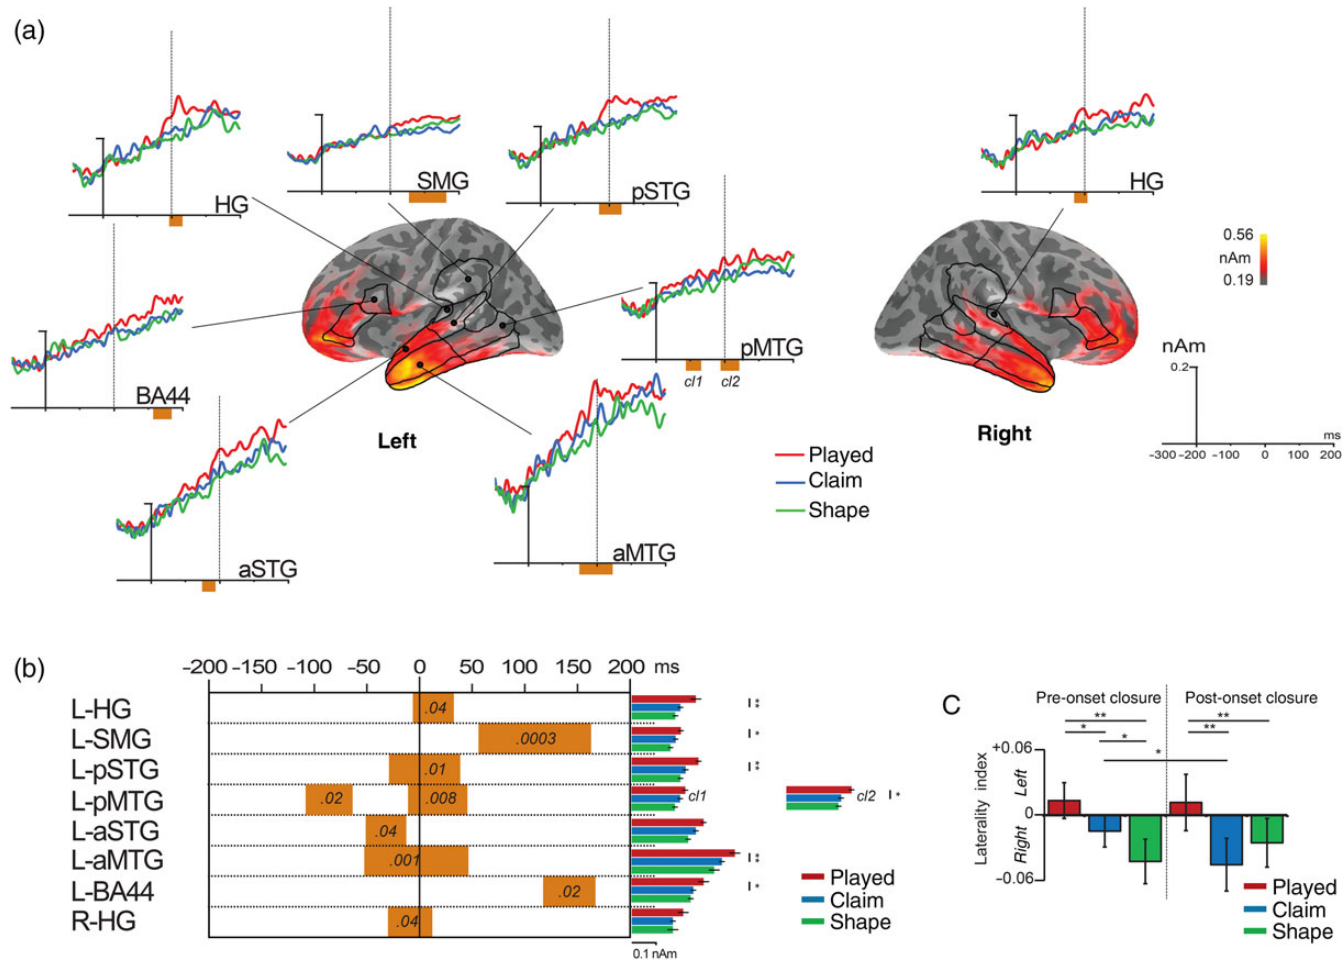 (a)
HG
SMG
pSTG
HG
0.56
nAm
0.19
BA44
pMTG
cl1
cl2
nAm
0.2
ms
-300 -200 0 100 200
Left
Right
Played
Claim
Shape
aSTG
aMTG
(b)
-200 -150 -100 -50 0 50 100 150 200 ms
L-HG .04 **
L-SMG .0003 *
L-pSTG .01 **
L-pMTG .02 .008 cl1 cl2 *
L-aSTG .04
L-aMTG .001 **
L-BA44 .02 *
R-HG .04
Played
Claim
Shape
0.1 nAm
C
Pre-onset closure Post-onset closure
** **
* **
*
*
+0.06
0
-0.06
Laterality index
Left
Right
Played
Claim
Shape